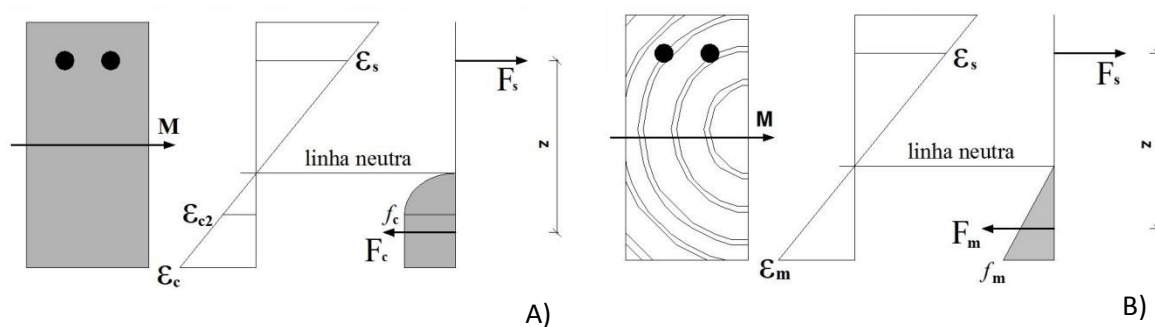 εs
Fs
M
z
linha neutra
εc2
fc
Fc
εc
A)
εs
Fs
M
z
linha neutra
Fm
εm
fm
B)